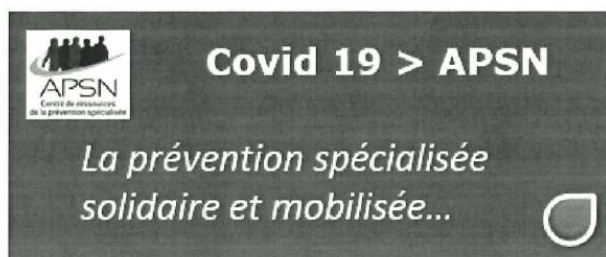 Covid 19 > APSN
APSN
Centre de ressources
de la prévention spécialisée
La prévention spécialisée
solidaire et mobilisée...